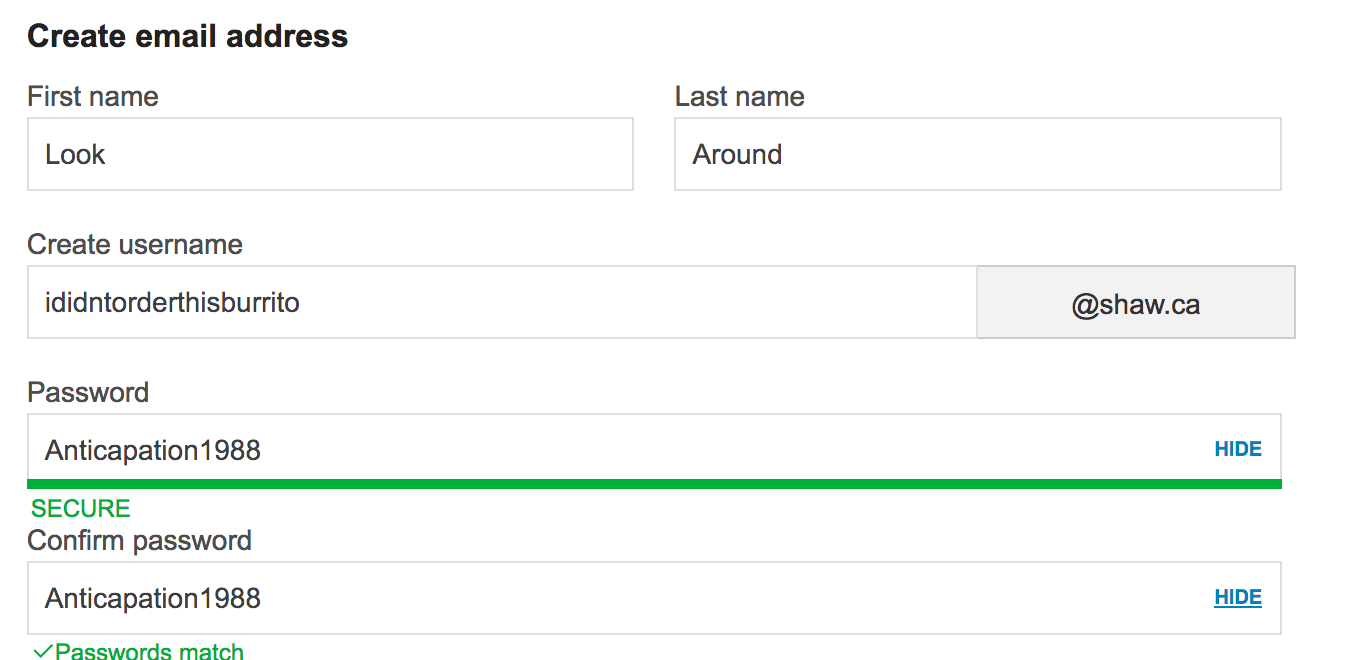 Create email address
First name Last name
Look Around
Create username
ididntorderthisburrito @shaw.ca
Password
Anticapation1988 HIDE
SECURE
Confirm password
Anticapation1988 HIDE
✓Passwords match